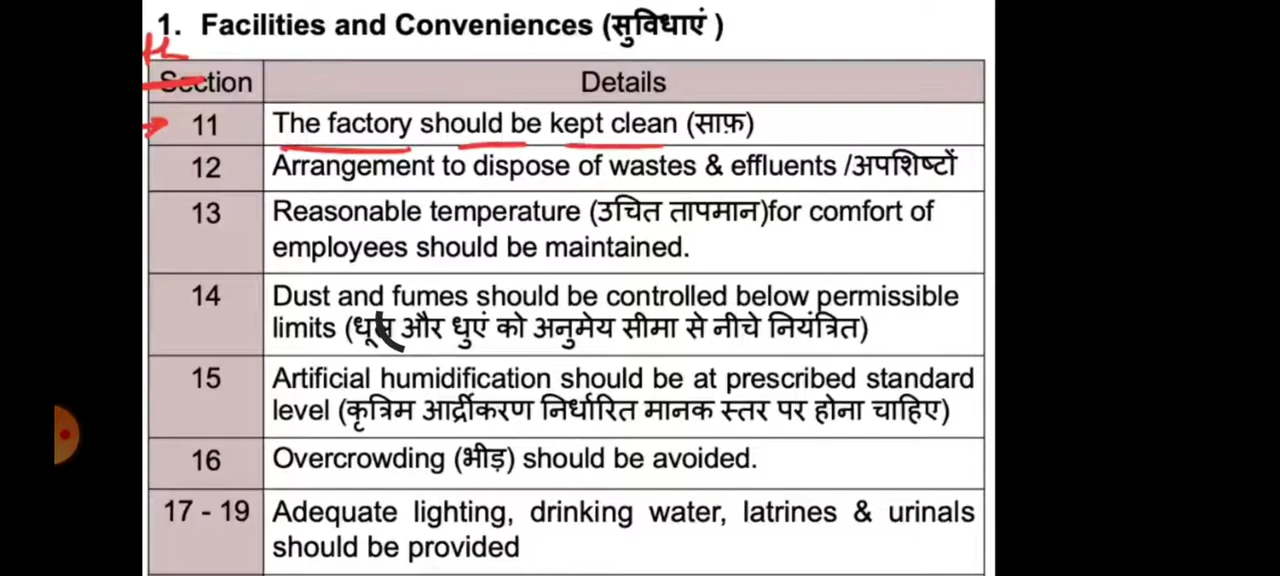 1. Facilities and Conveniences (सुविधाएं )
Section Details
11 The factory should be kept clean (साफ़)
12 Arrangement to dispose of wastes & effluents /अपशिष्टों
13 Reasonable temperature (उचित तापमान)for comfort of
employees should be maintained.
14 Dust and fumes should be controlled below permissible
limits (और धुएं को अनुमेय सीमा से नीचे नियंत्रित)
15 Artificial humidification should be at prescribed standard
level (कृत्रिम आर्द्रीकरण निर्धारित मानक स्तर पर होना चाहिए)
16 Overcrowding (भीड़) should be avoided.
17 - 19 Adequate lighting, drinking water, latrines & urinals
should be provided